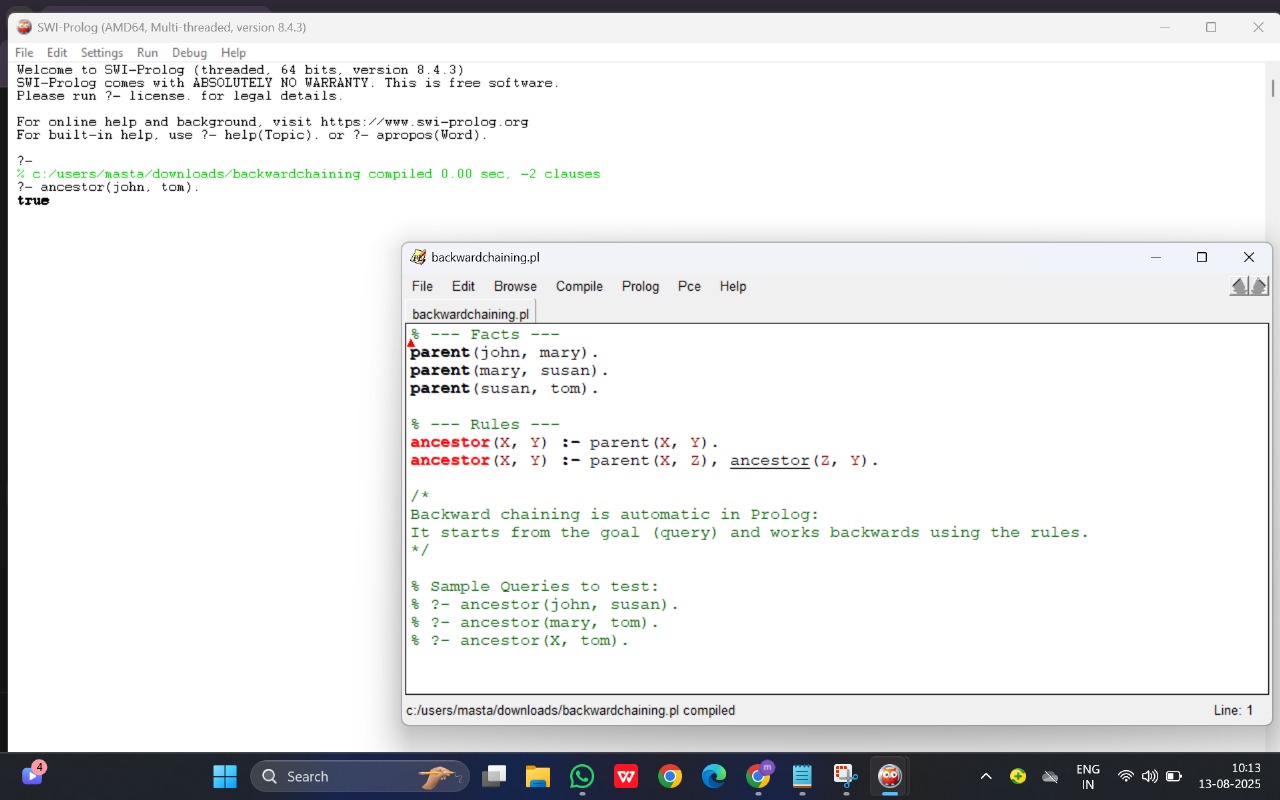 SWI-Prolog (AMD64, Multi-threaded, version 8.4.3)
File Edit Settings Run Debug Help
Welcome to SWI-Prolog (threaded, 64 bits, version 8.4.3)
SWI-Prolog comes with ABSOLUTELY NO WARRANTY. This is free software.
Please run ?- license. for legal details.
For online help and background, visit https://www.swi-prolog.org
For built-in help, use ?- help(Topic). or ?- apropos(Word).
?-
% c:/users/masta/downloads/backwardchaining compiled 0.00 sec, -2 clauses
?- ancestor(john, tom).
true
backwardchaining.pl
File Edit Browse Compile Prolog Pce Help
backwardchaining.pl
% --- Facts ---
parent(john, mary).
parent(mary, susan).
parent(susan, tom).
% --- Rules ---
ancestor(X, Y) :- parent(X, Y).
ancestor(X, Y) :- parent(X, Z), ancestor(Z, Y).
/*
Backward chaining is automatic in Prolog:
It starts from the goal (query) and works backwards using the rules.
*/
% Sample Queries to test:
% ?- ancestor(john, susan).
% ?- ancestor(mary, tom).
% ?- ancestor(X, tom).
c:/users/masta/downloads/backwardchaining.pl compiled Line: 1
4
Search
W
m
ENG
IN
10:13
13-08-2025